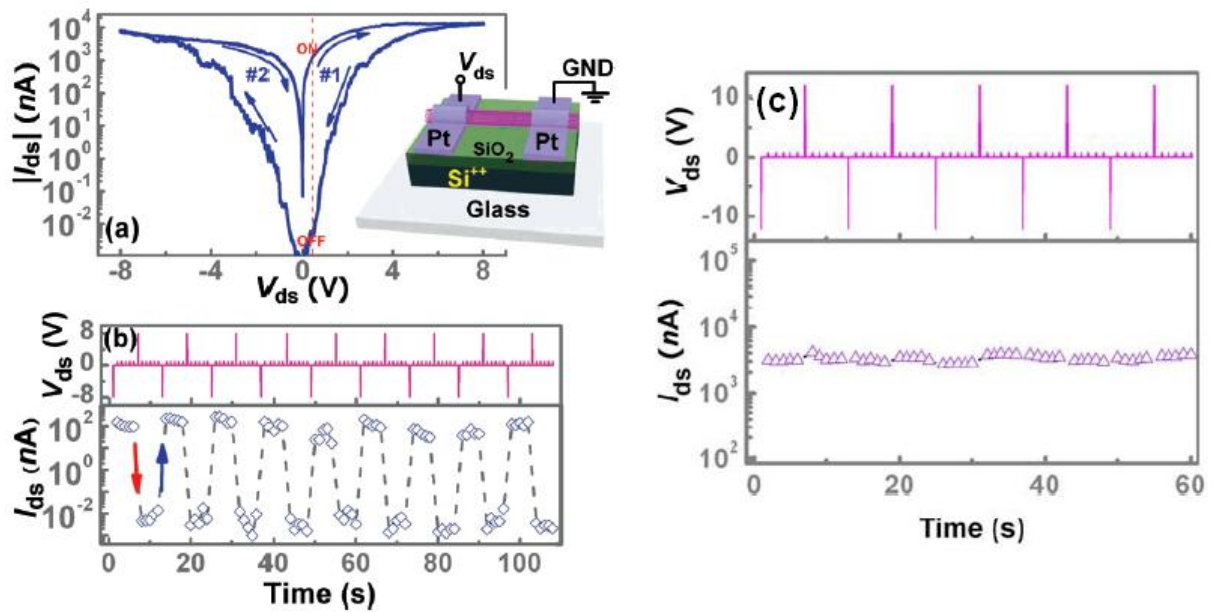 10⁴
10³
10²
10¹
10⁰
10⁻¹
10⁻²
|I_ds| (nA)
ON
#2
#1
OFF
(a)
-8
-4
0
4
8
V_ds (V)
V_ds
GND
Pt
Pt
SiO₂
Si⁺⁺
Glass
(b)
8
0
-8
V_ds (V)
10²
10⁰
10⁻²
I_ds (nA)
0
20
40
60
80
100
Time (s)
(c)
10
0
-10
V_ds (V)
10⁵
10⁴
10³
10²
I_ds (nA)
0
20
40
60
Time (s)